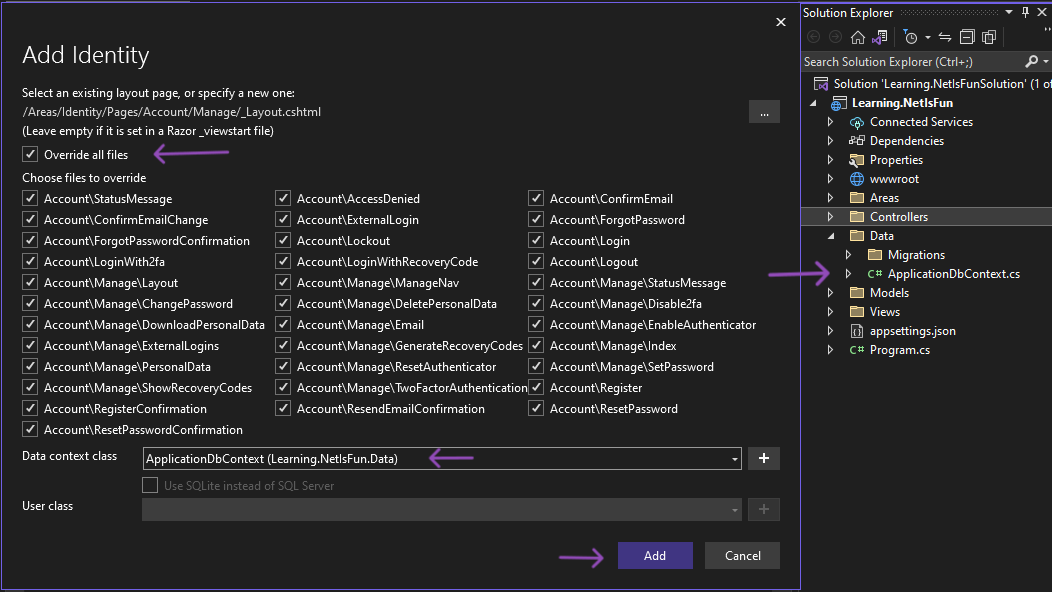 Add Identity
Select an existing layout page, or specify a new one:
/Areas/Identity/Pages/Account/Manage/_Layout.cshtml
...
(Leave empty if it is set in a Razor _viewstart file)
Override all files
Choose files to override
Account\StatusMessage
Account\AccessDenied
Account\ConfirmEmail
Account\ConfirmEmailChange
Account\ExternalLogin
Account\ForgotPassword
Account\ForgotPasswordConfirmation
Account\Lockout
Account\Login
Account\LoginWith2fa
Account\LoginWithRecoveryCode
Account\Logout
Account\Manage\Layout
Account\Manage\ManageNav
Account\Manage\StatusMessage
Account\Manage\ChangePassword
Account\Manage\DeletePersonalData
Account\Manage\Disable2fa
Account\Manage\DownloadPersonalData
Account\Manage\Email
Account\Manage\EnableAuthenticator
Account\Manage\ExternalLogins
Account\Manage\GenerateRecoveryCodes
Account\Manage\Index
Account\Manage\PersonalData
Account\Manage\ResetAuthenticator
Account\Manage\SetPassword
Account\Manage\ShowRecoveryCodes
Account\Manage\TwoFactorAuthentication
Account\Register
Account\RegisterConfirmation
Account\ResendEmailConfirmation
Account\ResetPassword
Account\ResetPasswordConfirmation
Data context class
ApplicationDbContext (Learning.NetIsFun.Data)
Use SQLite instead of SQL Server
User class
Add
Cancel
Solution Explorer
Search Solution Explorer (Ctrl+;)
Solution 'Learning.NetIsFunSolution' (1 of
Learning.NetIsFun
Connected Services
Dependencies
Properties
wwwroot
Areas
Controllers
Data
Migrations
C# ApplicationDbContext.cs
Models
Views
appsettings.json
C# Program.cs